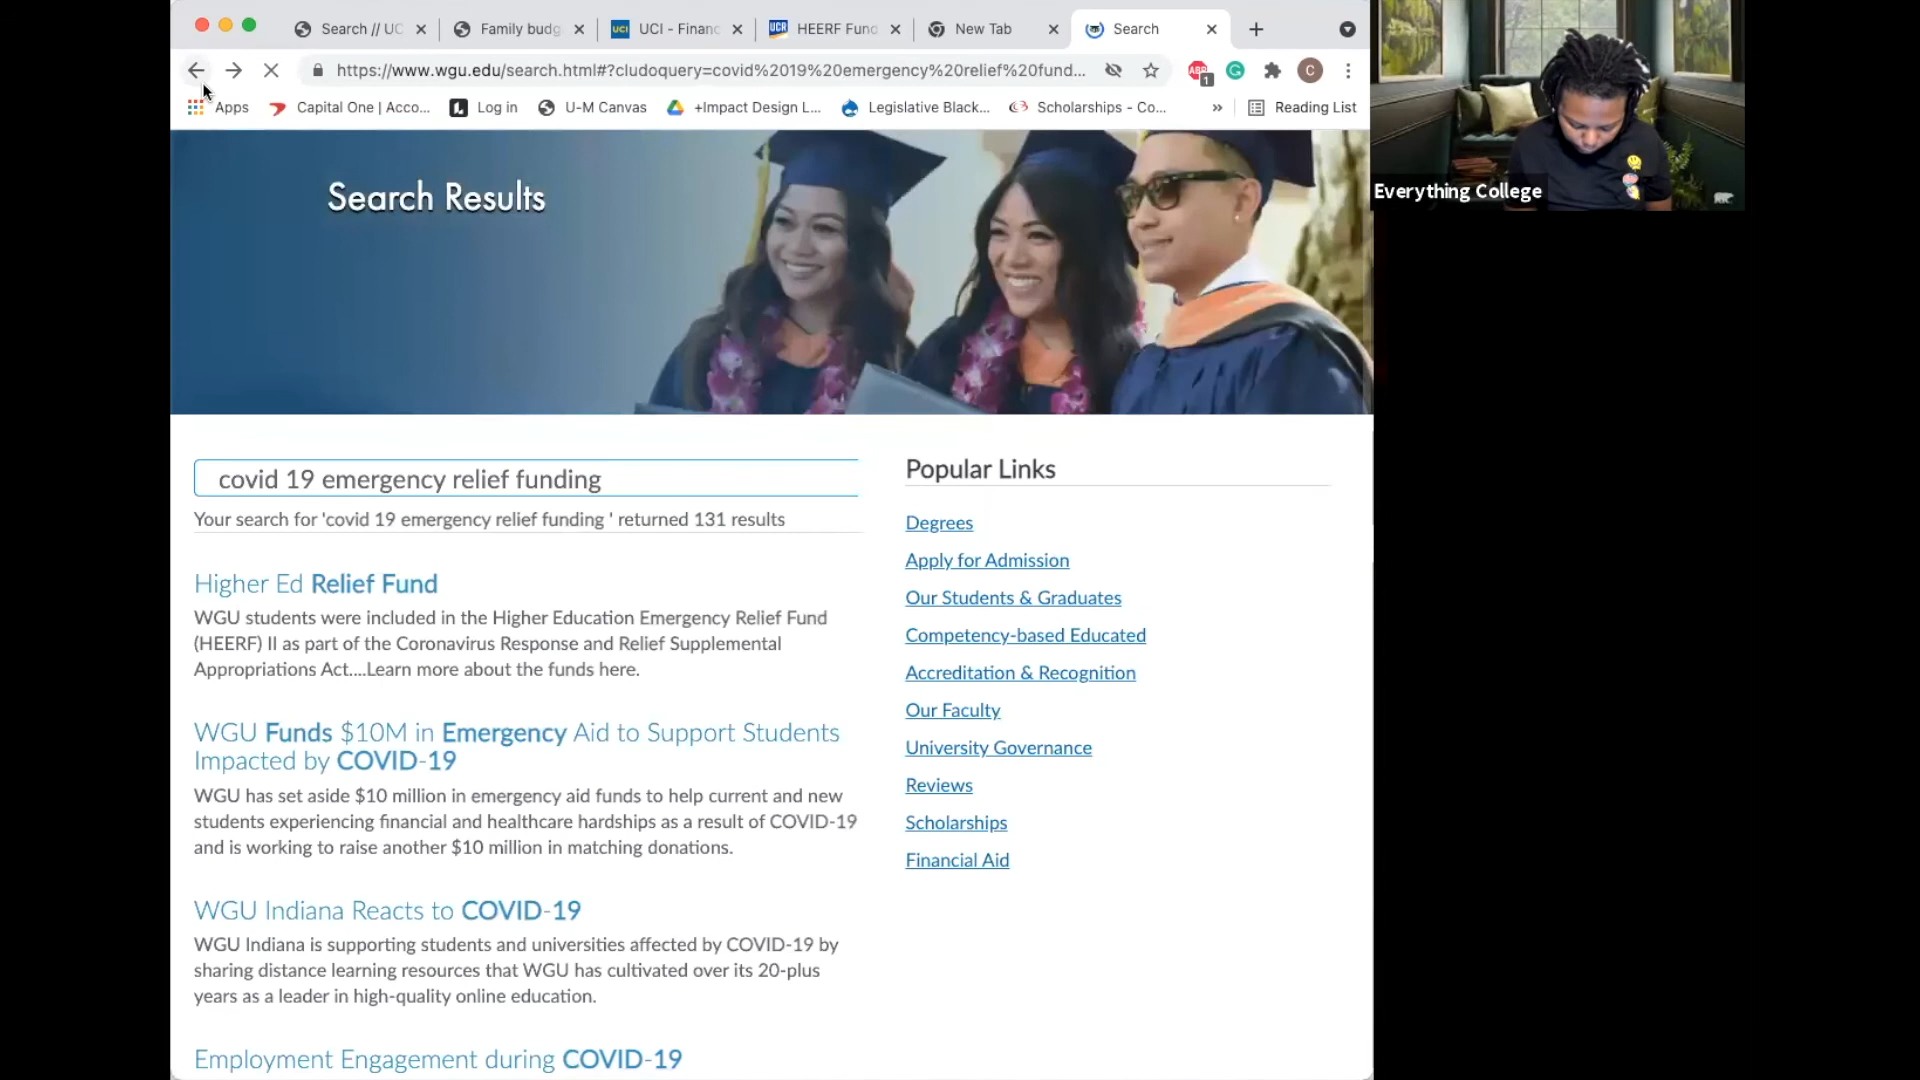 Search // UC
Family budg
UCI
UCI - Financ
UCR
HEERF Fund
New Tab
Search
https://www.wgu.edu/search.html#?cludoquery=covid%2019%20emergency%20relief%20fund...
ABP
1
C
Apps
Capital One | Acco...
Log in
U-M Canvas
+Impact Design L...
Legislative Black...
Scholarships - Co...
»
Reading List
Everything College
Search Results
covid 19 emergency relief funding
Your search for 'covid 19 emergency relief funding ' returned 131 results
Higher Ed Relief Fund
WGU students were included in the Higher Education Emergency Relief Fund
(HEERF) II as part of the Coronavirus Response and Relief Supplemental
Appropriations Act....Learn more about the funds here.
WGU Funds $10M in Emergency Aid to Support Students
Impacted by COVID-19
WGU has set aside $10 million in emergency aid funds to help current and new
students experiencing financial and healthcare hardships as a result of COVID-19
and is working to raise another $10 million in matching donations.
WGU Indiana Reacts to COVID-19
WGU Indiana is supporting students and universities affected by COVID-19 by
sharing distance learning resources that WGU has cultivated over its 20-plus
years as a leader in high-quality online education.
Employment Engagement during COVID-19
Popular Links
Degrees
Apply for Admission
Our Students & Graduates
Competency-based Educated
Accreditation & Recognition
Our Faculty
University Governance
Reviews
Scholarships
Financial Aid